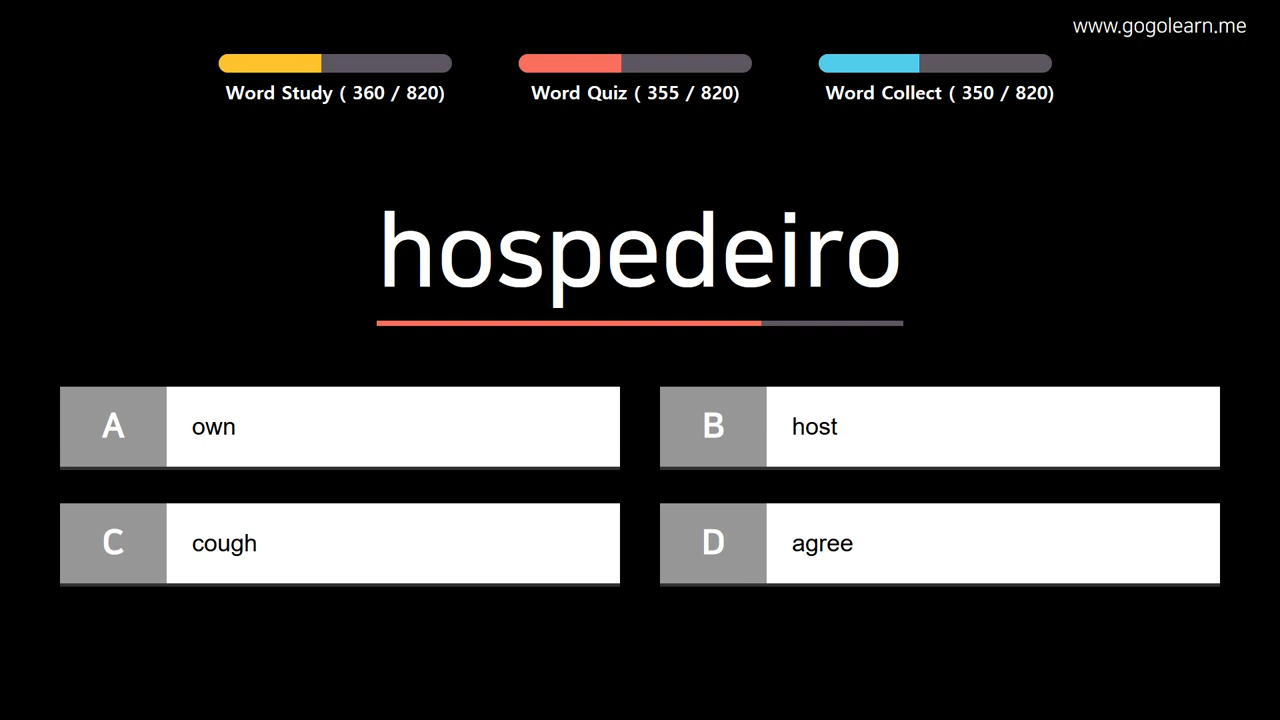 www.gogolearn.me
Word Study ( 360 / 820)
Word Quiz ( 355 / 820)
Word Collect ( 350 / 820)
hospedeiro
A own
B host
C cough
D agree